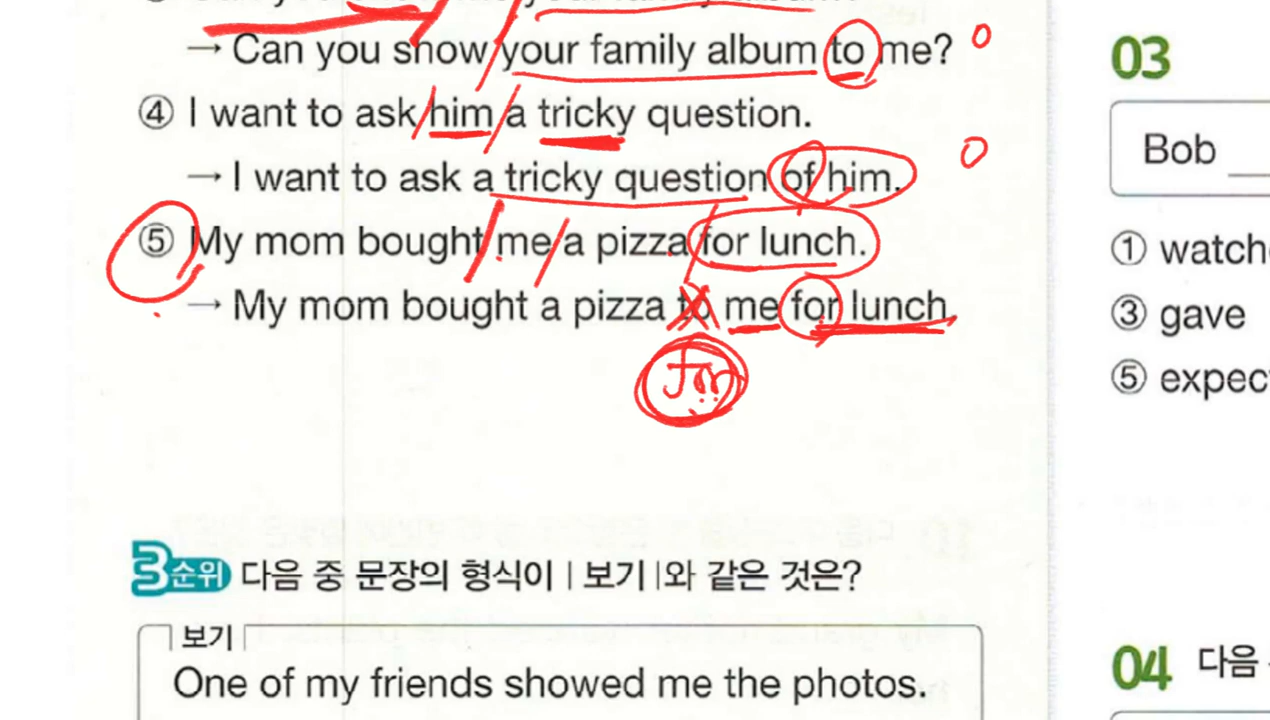 → Can you show your family album to me?
④ I want to ask him a tricky question.
→ I want to ask a tricky question of him.
⑤ My mom bought me a pizza for lunch.
→ My mom bought a pizza to me for lunch.
for
3순위 다음 중 문장의 형식이 | 보기 |와 같은 것은?
| 보기 |
One of my friends showed me the photos.
03
Bob
① watch
③ gave
⑤ expec
04 다음